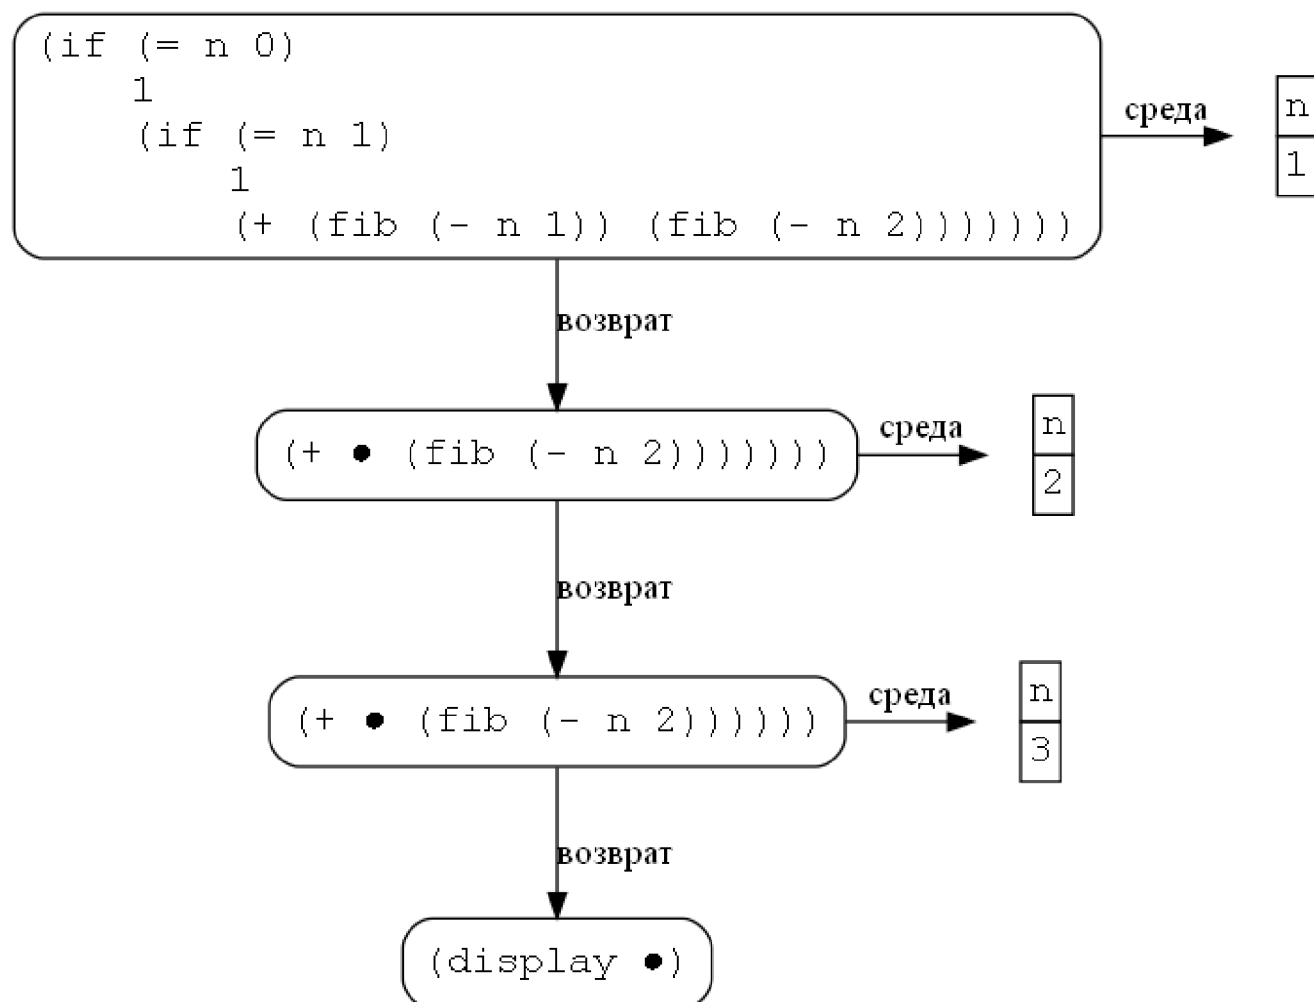 (if (= n 0)
1
(if (= n 1)
1
(+ (fib (- n 1)) (fib (- n 2)))))))
среда
n
1
возврат
(+ ● (fib (- n 2)))))))
среда
n
2
возврат
(+ ● (fib (- n 2))))))
среда
n
3
возврат
(display ●)